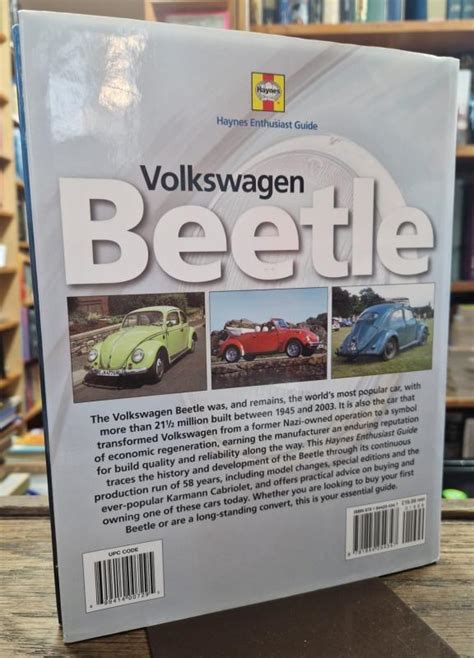 Haynes
Haynes Enthusiast Guide
Volkswagen
Beetle
The Volkswagen Beetle was, and remains, the world's most popular car, with
more than 21½ million built between 1945 and 2003. It is also the car that
transformed Volkswagen from a former Nazi-owned operation to a symbol
of economic regeneration, earning the manufacturer an enduring reputation
for build quality and reliability along the way. This Haynes Enthusiast Guide
traces the history and development of the Beetle through its continuous
production run of 58 years, including model changes, special editions and the
ever-popular Karmann Cabriolet, and offers practical advice on buying and
owning one of these cars today. Whether you are looking to buy your first
Beetle or are a long-standing convert, this is your essential guide.
UPC CODE